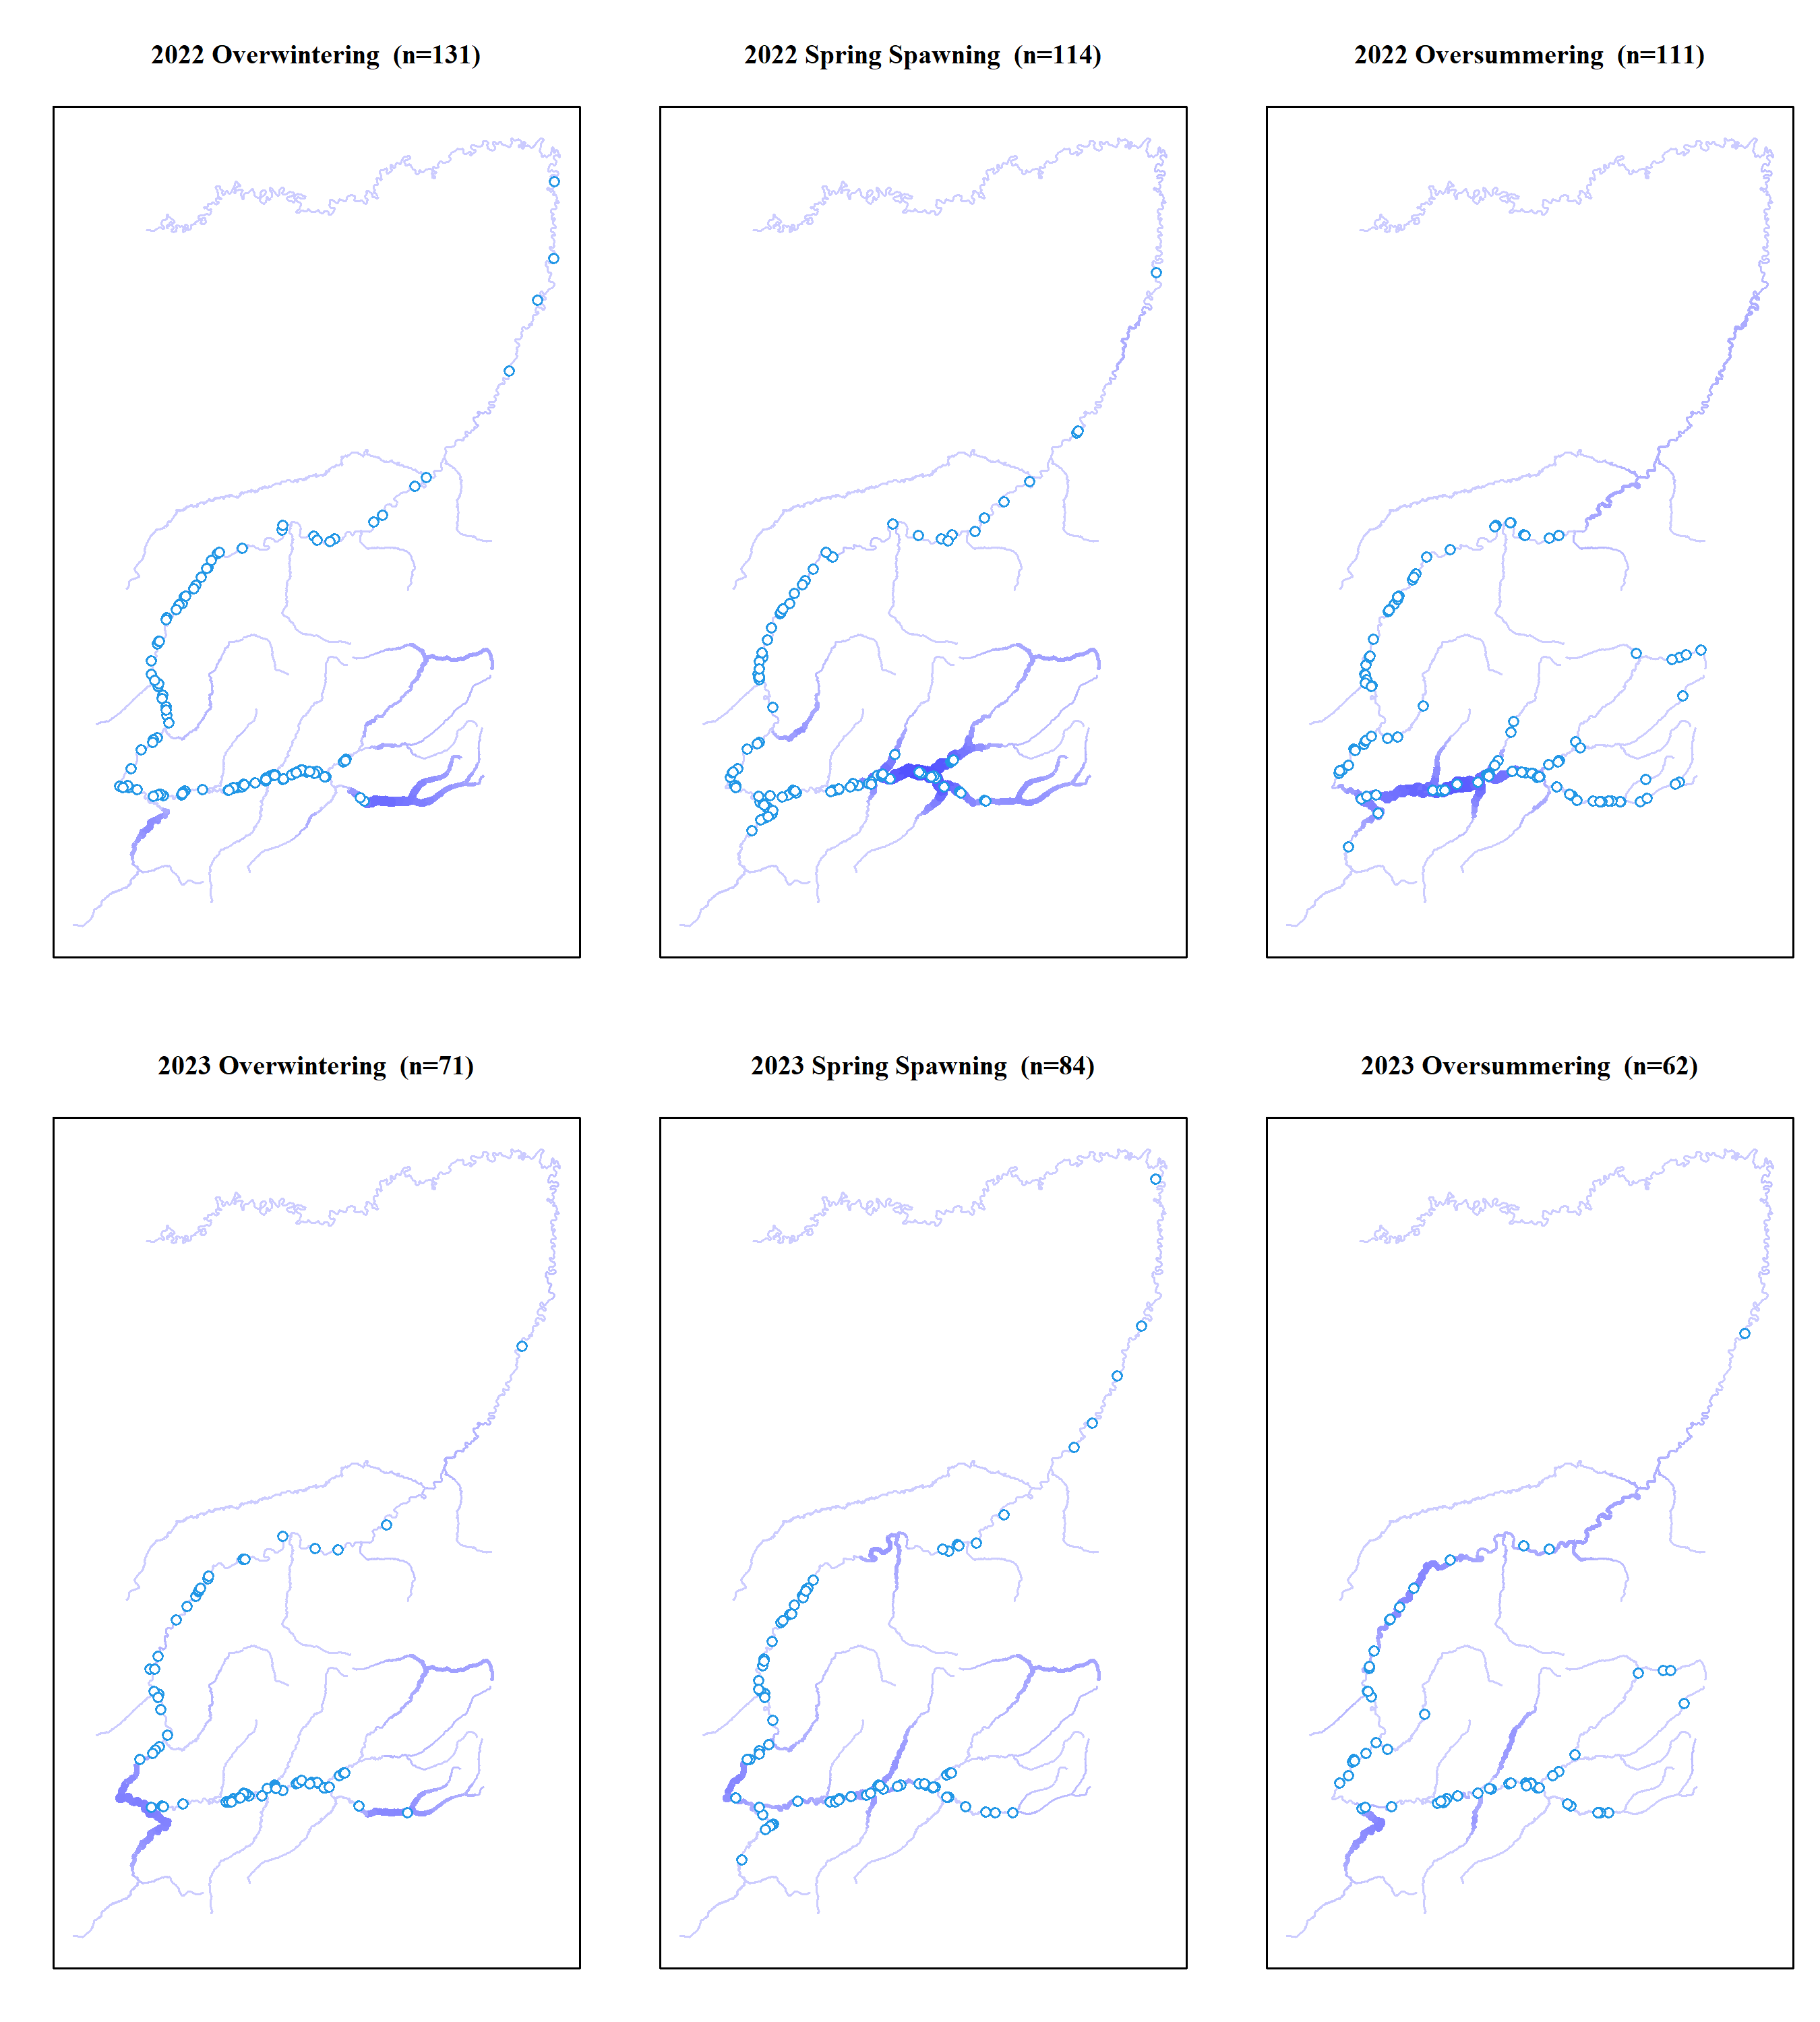 2022 Overwintering (n=131)
2022 Spring Spawning (n=114)
2022 Oversummering (n=111)
2023 Overwintering (n=71)
2023 Spring Spawning (n=84)
2023 Oversummering (n=62)